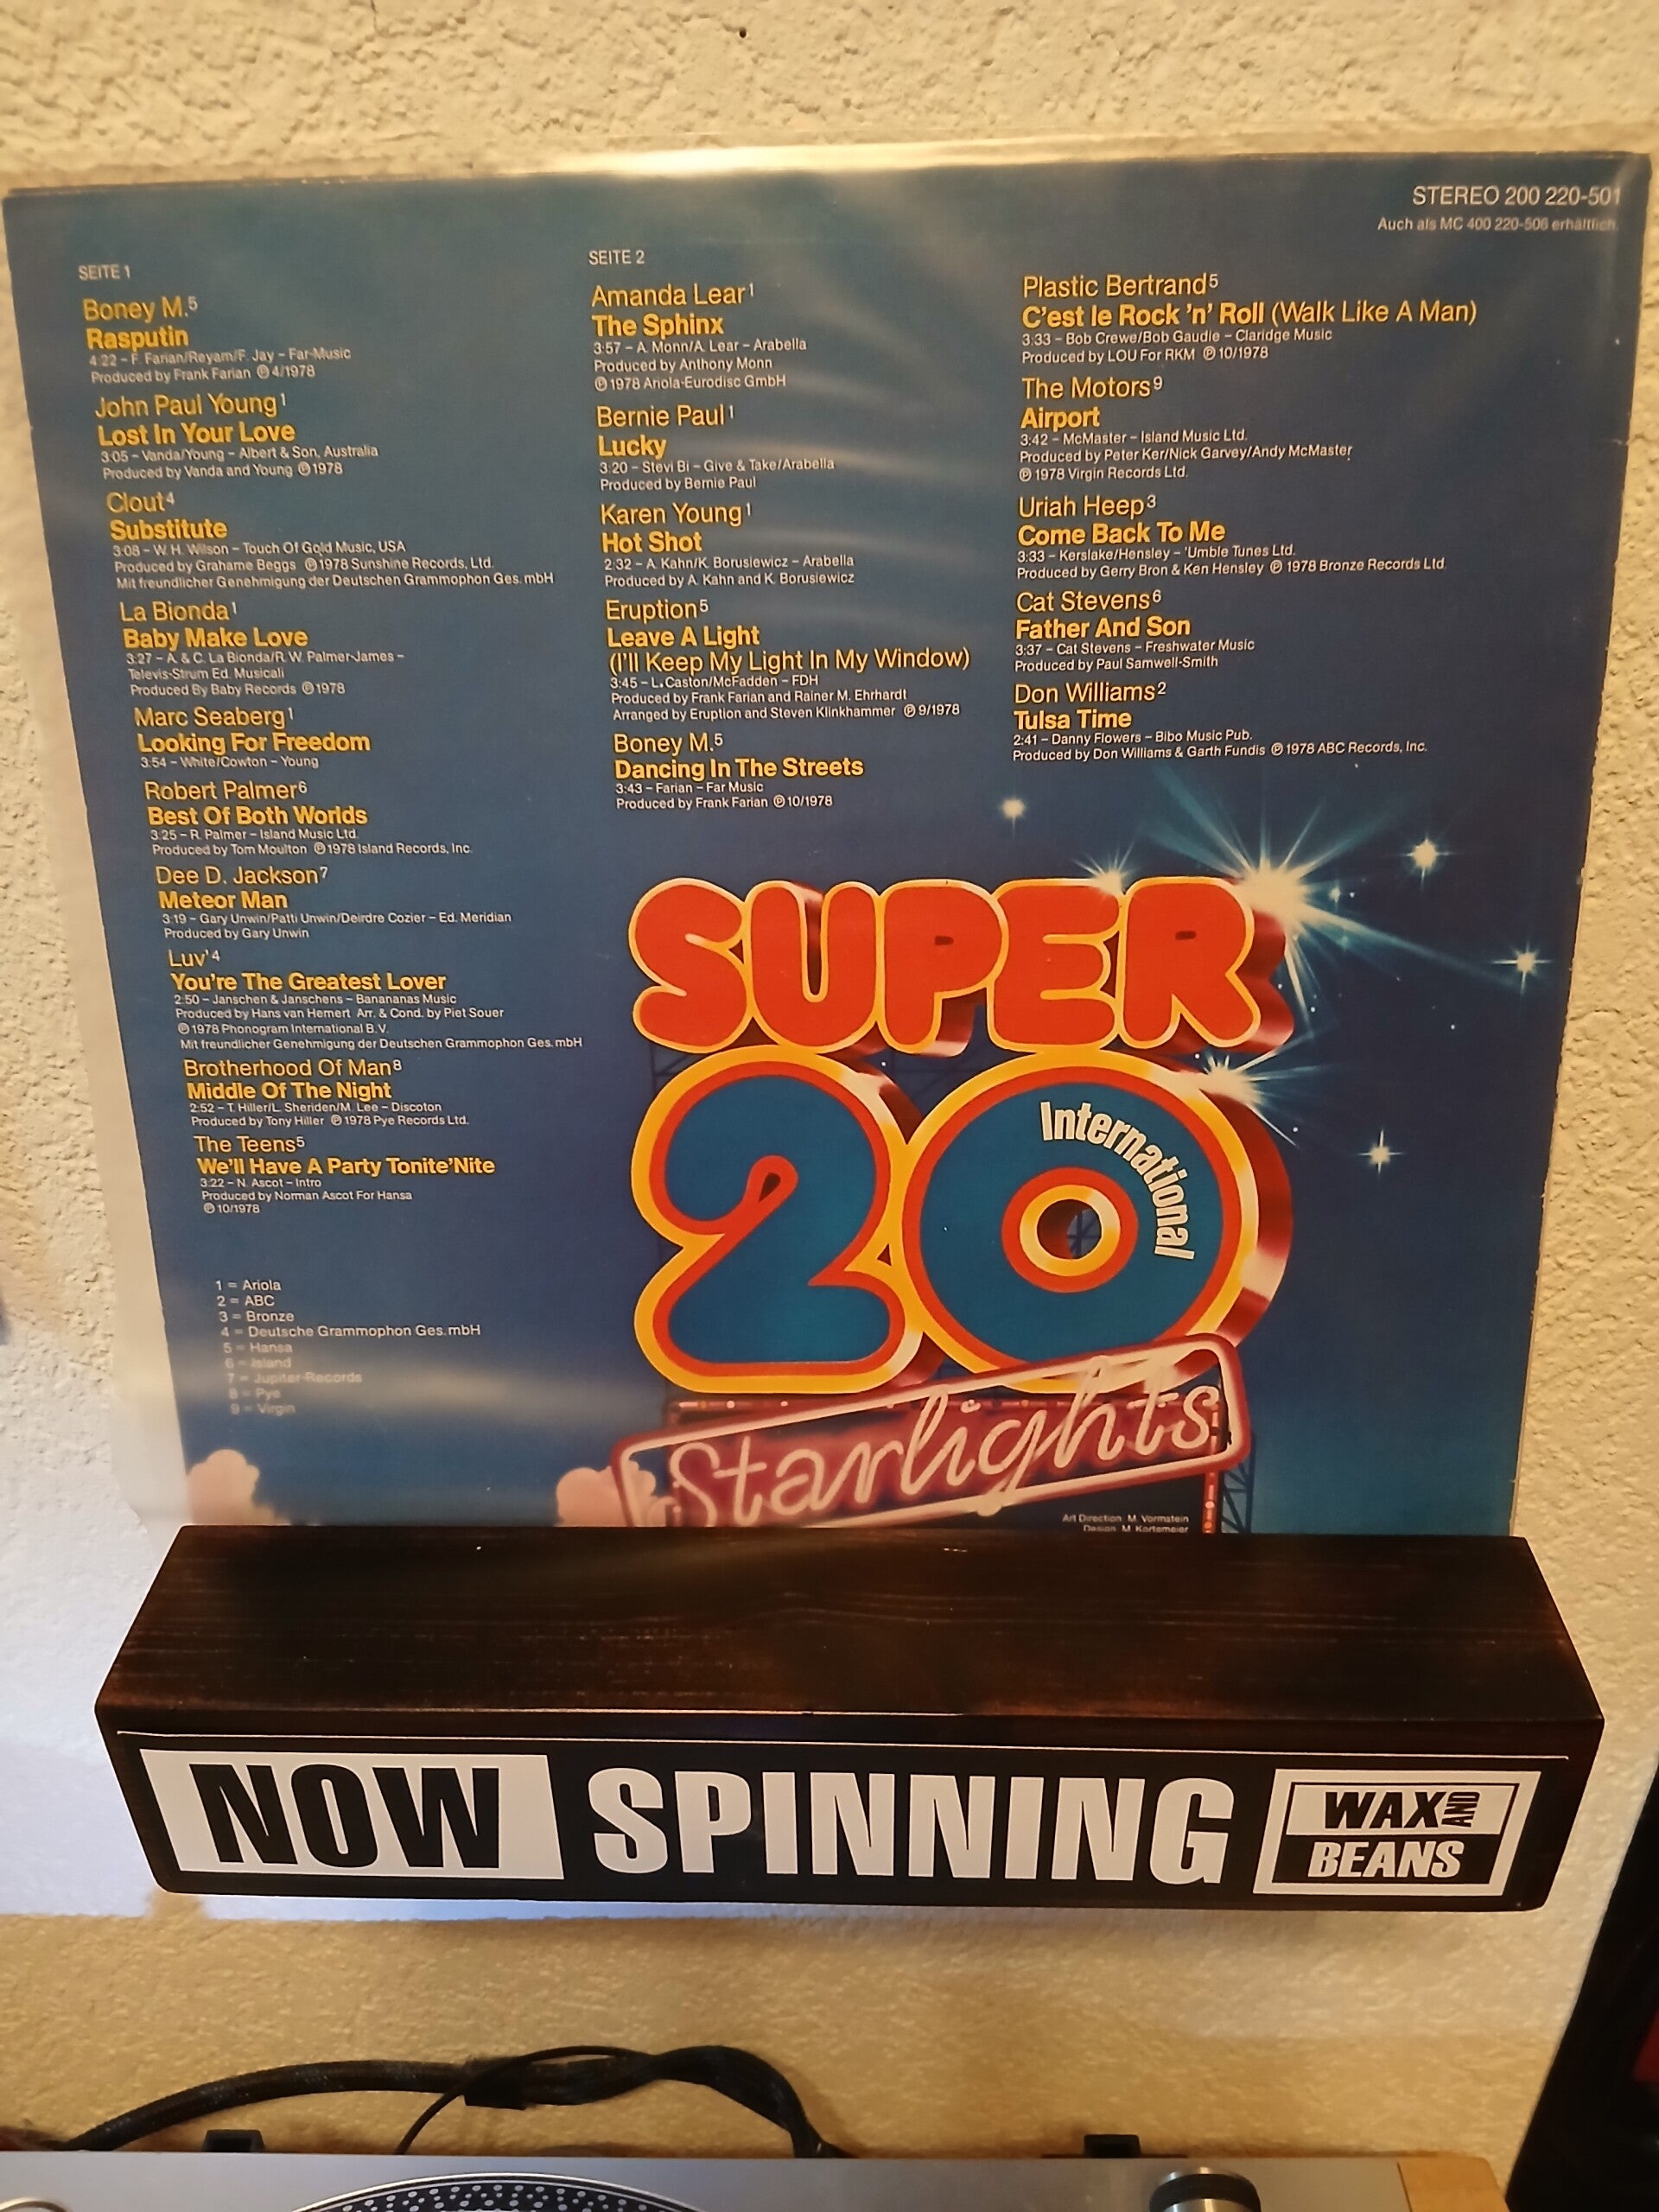 STEREO 200 220-501
Auch als MC 400 220-506 erhältlich.
SEITE 1
Boney M.⁵
Rasputin
4:22 – F. Farian/Reyam/F. Jay – Far-Music
Produced by Frank Farian ℗ 4/1978
John Paul Young¹
Lost In Your Love
3:05 – Vanda/Young – Albert & Son, Australia
Produced by Vanda and Young ℗ 1978
Clout⁴
Substitute
3:08 – W. H. Wilson – Touch Of Gold Music, USA
Produced by Grahame Beggs ℗ 1978 Sunshine Records, Ltd.
Mit freundlicher Genehmigung der Deutschen Grammophon Ges. mbH
La Bionda¹
Baby Make Love
3:27 – A. & C. La Bionda/R. W. Palmer-James –
Televis-Strum Ed. Musicali
Produced By Baby Records ℗ 1978
Marc Seaberg¹
Looking For Freedom
3:54 – White/Cowton – Young
Robert Palmer⁶
Best Of Both Worlds
3:25 – R. Palmer – Island Music Ltd.
Produced by Tom Moulton ℗ 1978 Island Records, Inc.
Dee D. Jackson⁷
Meteor Man
3:19 – Gary Unwin/Patti Unwin/Deirdre Cozier – Ed. Meridian
Produced by Gary Unwin
Luv'⁴
You're The Greatest Lover
2:50 – Janschen & Janschens – Banananas Music
Produced by Hans van Hemert Arr. & Cond. by Piet Souer
℗ 1978 Phonogram International B.V.
Mit freundlicher Genehmigung der Deutschen Grammophon Ges. mbH
Brotherhood Of Man⁸
Middle Of The Night
2:52 – T. Hiller/L. Sheriden/M. Lee – Discoton
Produced by Tony Hiller ℗ 1978 Pye Records Ltd.
The Teens⁵
We'll Have A Party Tonite'Nite
3:22 – N. Ascot – Intro
Produced by Norman Ascot For Hansa
℗ 10/1978
1 = Ariola
2 = ABC
3 = Bronze
4 = Deutsche Grammophon Ges. mbH
5 = Hansa
6 = Island
7 = Jupiter-Records
8 = Pye
9 = Virgin
SEITE 2
Amanda Lear¹
The Sphinx
3:57 – A. Monn/A. Lear – Arabella
Produced by Anthony Monn
℗ 1978 Ariola-Eurodisc GmbH
Bernie Paul¹
Lucky
3:20 – Stevi Bi – Give & Take/Arabella
Produced by Bernie Paul
Karen Young¹
Hot Shot
2:32 – A. Kahn/K. Borusiewicz – Arabella
Produced by A. Kahn and K. Borusiewicz
Eruption⁵
Leave A Light
(I'll Keep My Light In My Window)
3:45 – L. Caston/McFadden – FDH
Produced by Frank Farian and Rainer M. Ehrhardt
Arranged by Eruption and Steven Klinkhammer ℗ 9/1978
Boney M.⁵
Dancing In The Streets
3:43 – Farian – Far Music
Produced by Frank Farian ℗ 10/1978
Plastic Bertrand⁵
C'est le Rock 'n' Roll (Walk Like A Man)
3:33 – Bob Crewe/Bob Gaudie – Claridge Music
Produced by LOU For RKM ℗ 10/1978
The Motors⁹
Airport
3:42 – McMaster – Island Music Ltd.
Produced by Peter Ker/Nick Garvey/Andy McMaster
℗ 1978 Virgin Records Ltd.
Uriah Heep³
Come Back To Me
3:33 – Kerslake/Hensley – 'Umble Tunes Ltd.
Produced by Gerry Bron & Ken Hensley ℗ 1978 Bronze Records Ltd.
Cat Stevens⁶
Father And Son
3:37 – Cat Stevens – Freshwater Music
Produced by Paul Samwell-Smith
Don Williams²
Tulsa Time
2:41 – Danny Flowers – Bibo Music Pub.
Produced by Don Williams & Garth Fundis ℗ 1978 ABC Records, Inc.
SUPER
20
International
Starlights
Art Direction M. Vormstein
Design M. Kortemeier
NOW SPINNING
WAX AND
BEANS